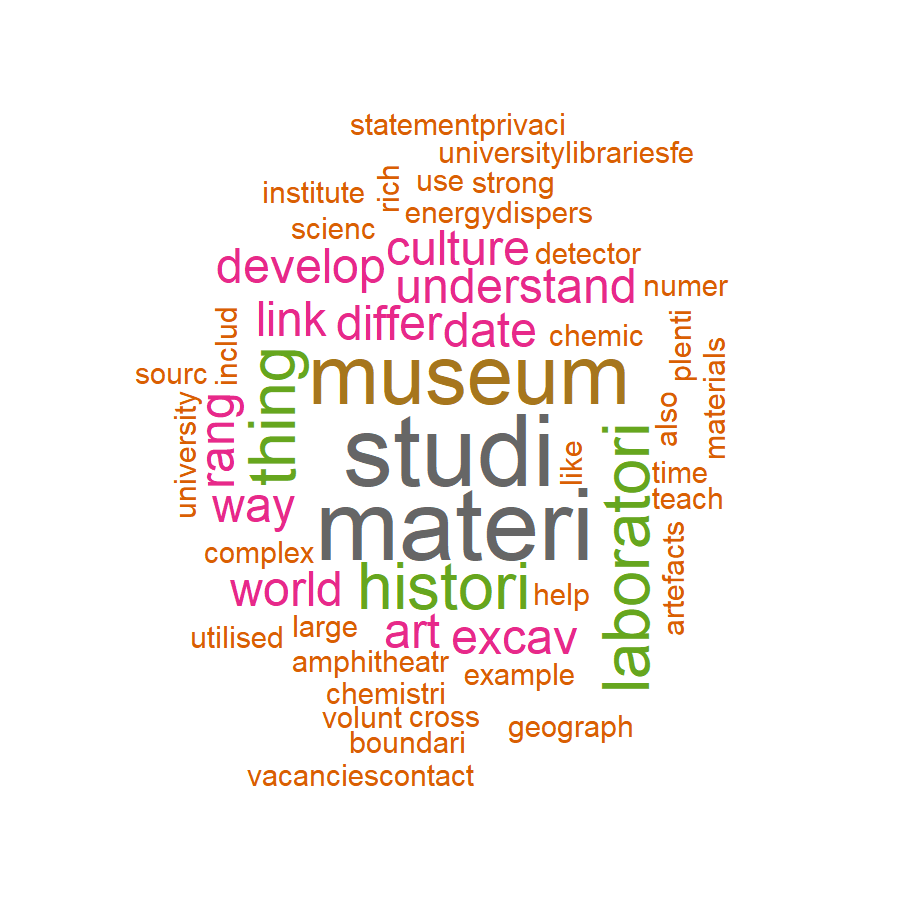 statementprivaci
universitylibrariesfe
rich
use strong
institute
energydispers
scienc
culture
detector
develop
understand
numer
link differ date
chemic
includ
plenti
sourc
thing
museum
materials
university
rang
also
studi
like
laboratori
time
way
teach
materi
complex
artefacts
world
histori
help
utilised
large
art
excav
amphitheatr
example
chemistri
volunt cross
geograph
boundari
vacanciescontact